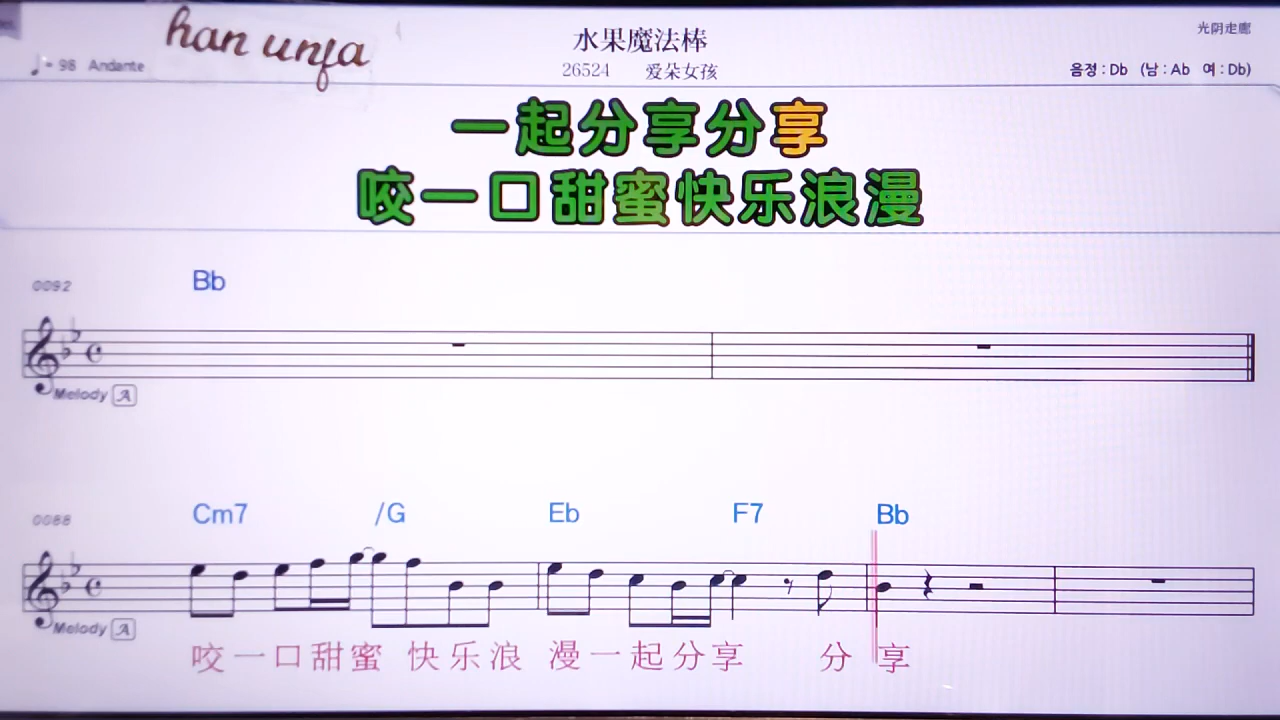 han unfa
水果魔法棒
光阴走廊
♩= 98 Andante
26524 爱朵女孩
음정 : Db (남 : Ab 여 : Db)
一起分享分享
咬一口甜蜜快乐浪漫
0092 Bb
Melody A
0088 Cm7 /G Eb F7 Bb
Melody A
咬一口甜蜜 快乐浪 漫一起分享 分 享